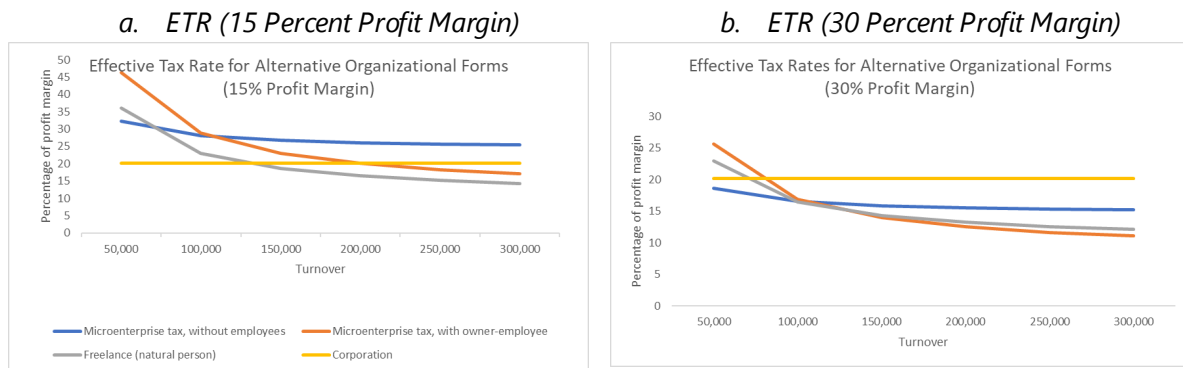 a. ETR (15 Percent Profit Margin)
Effective Tax Rate for Alternative Organizational Forms
(15% Profit Margin)
Percentage of profit margin
50
45
40
35
30
25
20
15
10
5
0
50,000 100,000 150,000 200,000 250,000 300,000
Turnover
Microenterprise tax, without employees Microenterprise tax, with owner-employee
Freelance (natural person) Corporation
b. ETR (30 Percent Profit Margin)
Effective Tax Rates for Alternative Organizational Forms
(30% Profit Margin)
Percentage of profit margin
30
25
20
15
10
5
0
50,000 100,000 150,000 200,000 250,000 300,000
Turnover